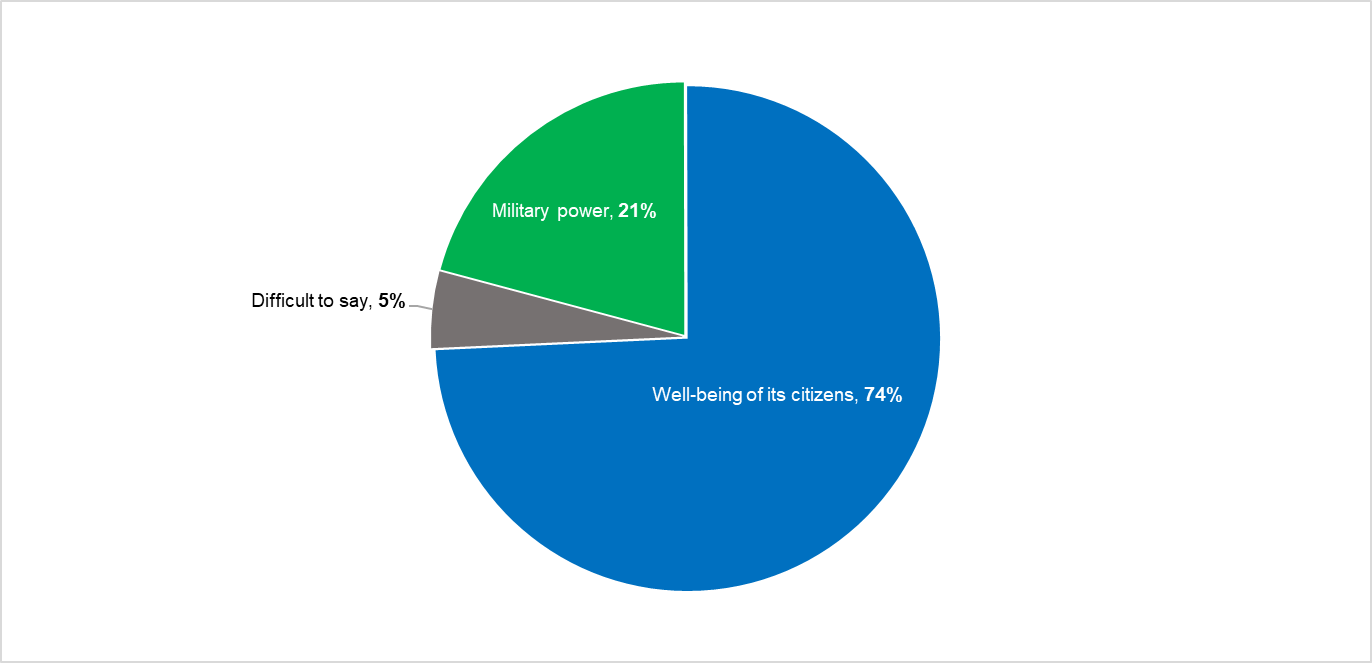 Military power, 21%
Difficult to say, 5%
Well-being of its citizens, 74%